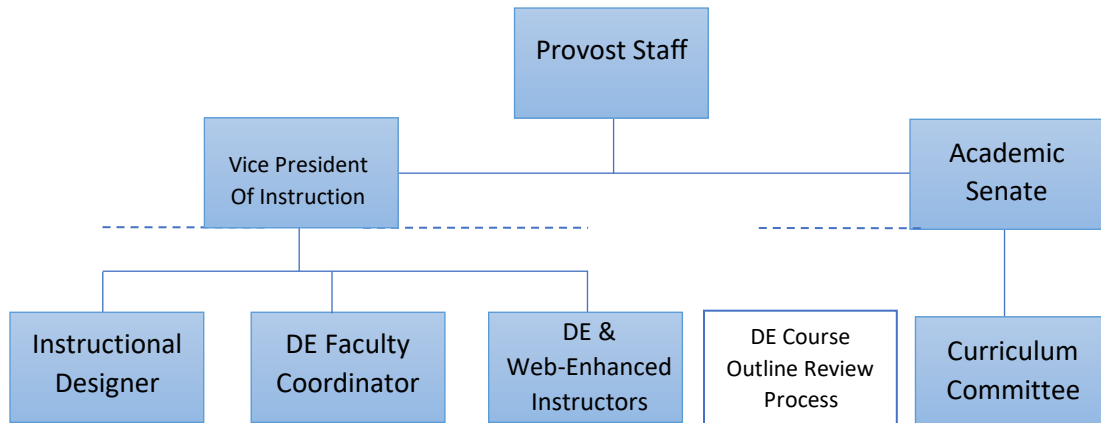 Provost Staff
Vice President
Of Instruction
Academic
Senate
Instructional
Designer
DE Faculty
Coordinator
DE &
Web-Enhanced
Instructors
DE Course
Outline Review
Process
Curriculum
Committee